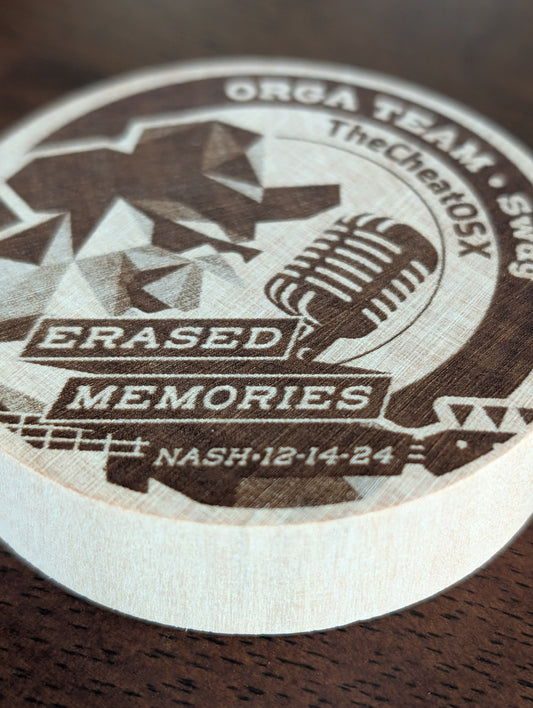 ORGA TEAM • Swag
TheCheatOSX
ERASED
MEMORIES
NASH•12-14-24